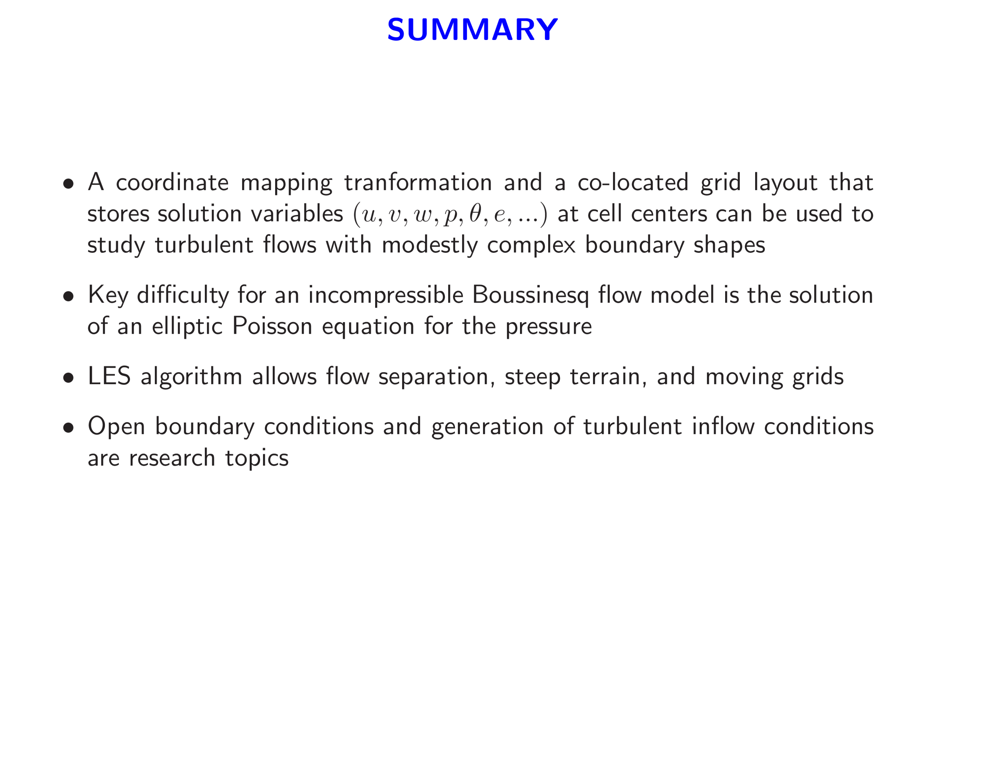 SUMMARY
• A coordinate mapping tranformation and a co-located grid layout that
stores solution variables (u, v, w, p, θ, e, ...) at cell centers can be used to
study turbulent flows with modestly complex boundary shapes
• Key difficulty for an incompressible Boussinesq flow model is the solution
of an elliptic Poisson equation for the pressure
• LES algorithm allows flow separation, steep terrain, and moving grids
• Open boundary conditions and generation of turbulent inflow conditions
are research topics